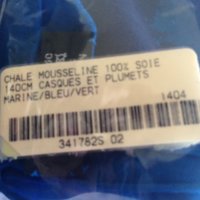 CHALE MOUSSELINE 100% SOIE
140CM CASQUES ET PLUMETS
MARINE/BLEU/VERT
1404
341782S 02